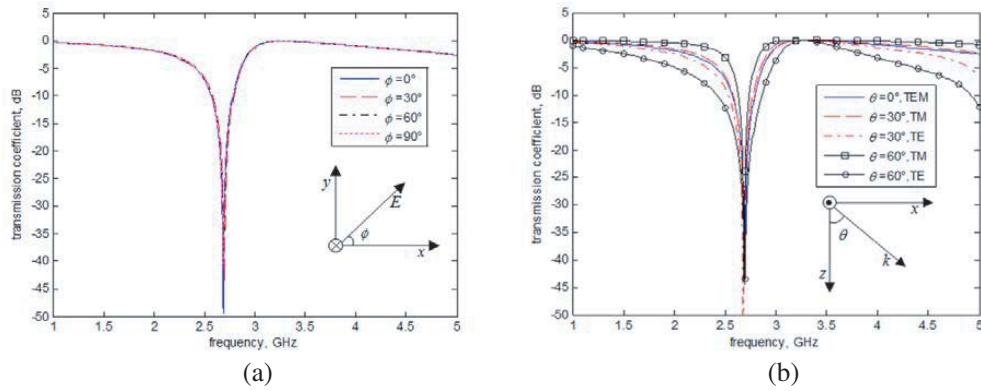 0
-5
-10
-15
-20
-25
-30
-35
-40
-45
-50
transmission coefficient, dB
1 1.5 2 2.5 3 3.5 4 4.5 5
frequency, GHz
ϕ=0°
ϕ=30°
ϕ=60°
ϕ=90°
y
E
ϕ
x
(a)
0
-5
-10
-15
-20
-25
-30
-35
-40
-45
-50
transmission coefficient, dB
1 1.5 2 2.5 3 3.5 4 4.5 5
frequency, GHz
θ=0°,TEM
θ=30°,TM
θ=30°,TE
θ=60°,TM
θ=60°,TE
x
θ
k
z
(b)